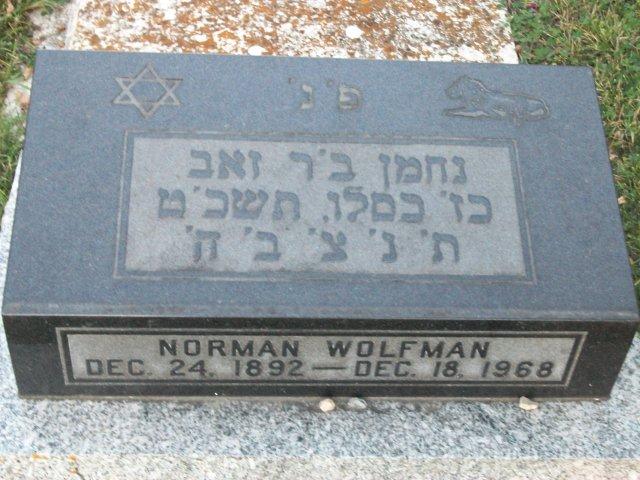 פ' נ'
נחמן ב'ר זאב
כז' כסלו, תשכ'ט
ת' נ' צ' ב' ה'
NORMAN WOLFMAN
DEC. 24, 1892 — DEC. 18, 1968